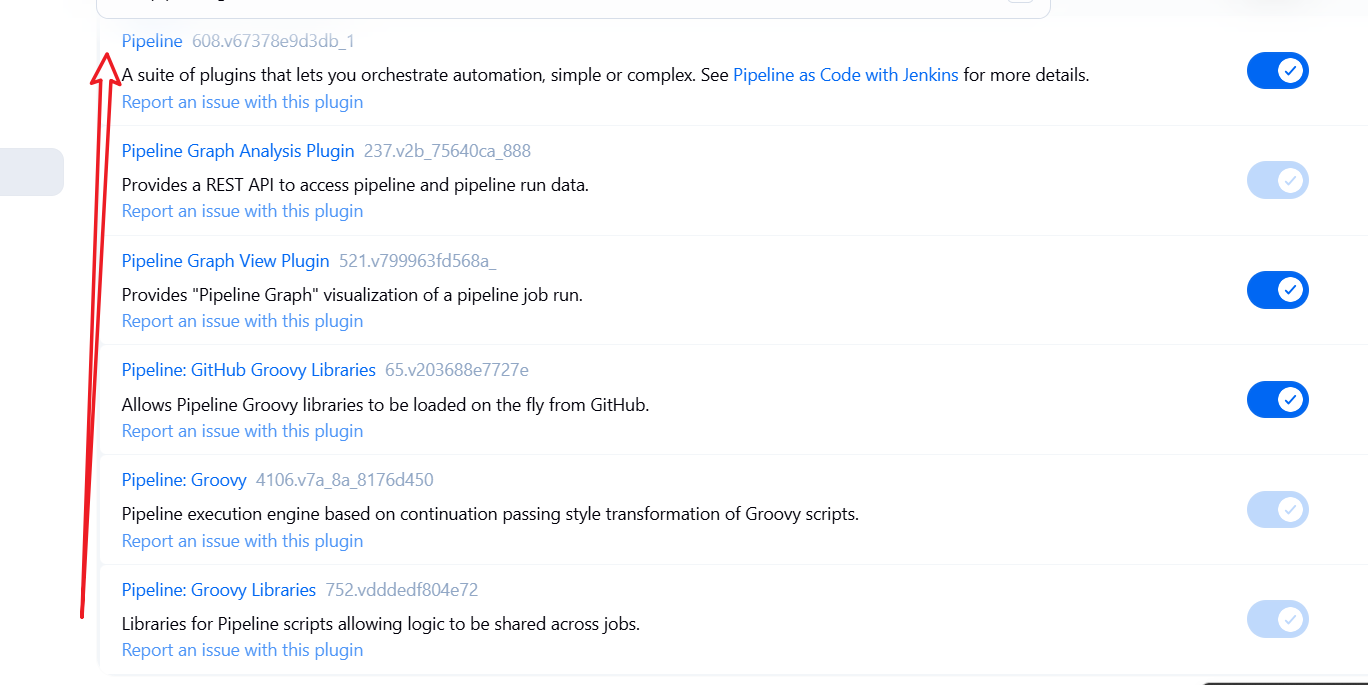 Pipeline 608.v67378e9d3db_1
A suite of plugins that lets you orchestrate automation, simple or complex. See Pipeline as Code with Jenkins for more details.
Report an issue with this plugin
Pipeline Graph Analysis Plugin 237.v2b_75640ca_888
Provides a REST API to access pipeline and pipeline run data.
Report an issue with this plugin
Pipeline Graph View Plugin 521.v799963fd568a_
Provides "Pipeline Graph" visualization of a pipeline job run.
Report an issue with this plugin
Pipeline: GitHub Groovy Libraries 65.v203688e7727e
Allows Pipeline Groovy libraries to be loaded on the fly from GitHub.
Report an issue with this plugin
Pipeline: Groovy 4106.v7a_8a_8176d450
Pipeline execution engine based on continuation passing style transformation of Groovy scripts.
Report an issue with this plugin
Pipeline: Groovy Libraries 752.vdddedf804e72
Libraries for Pipeline scripts allowing logic to be shared across jobs.
Report an issue with this plugin